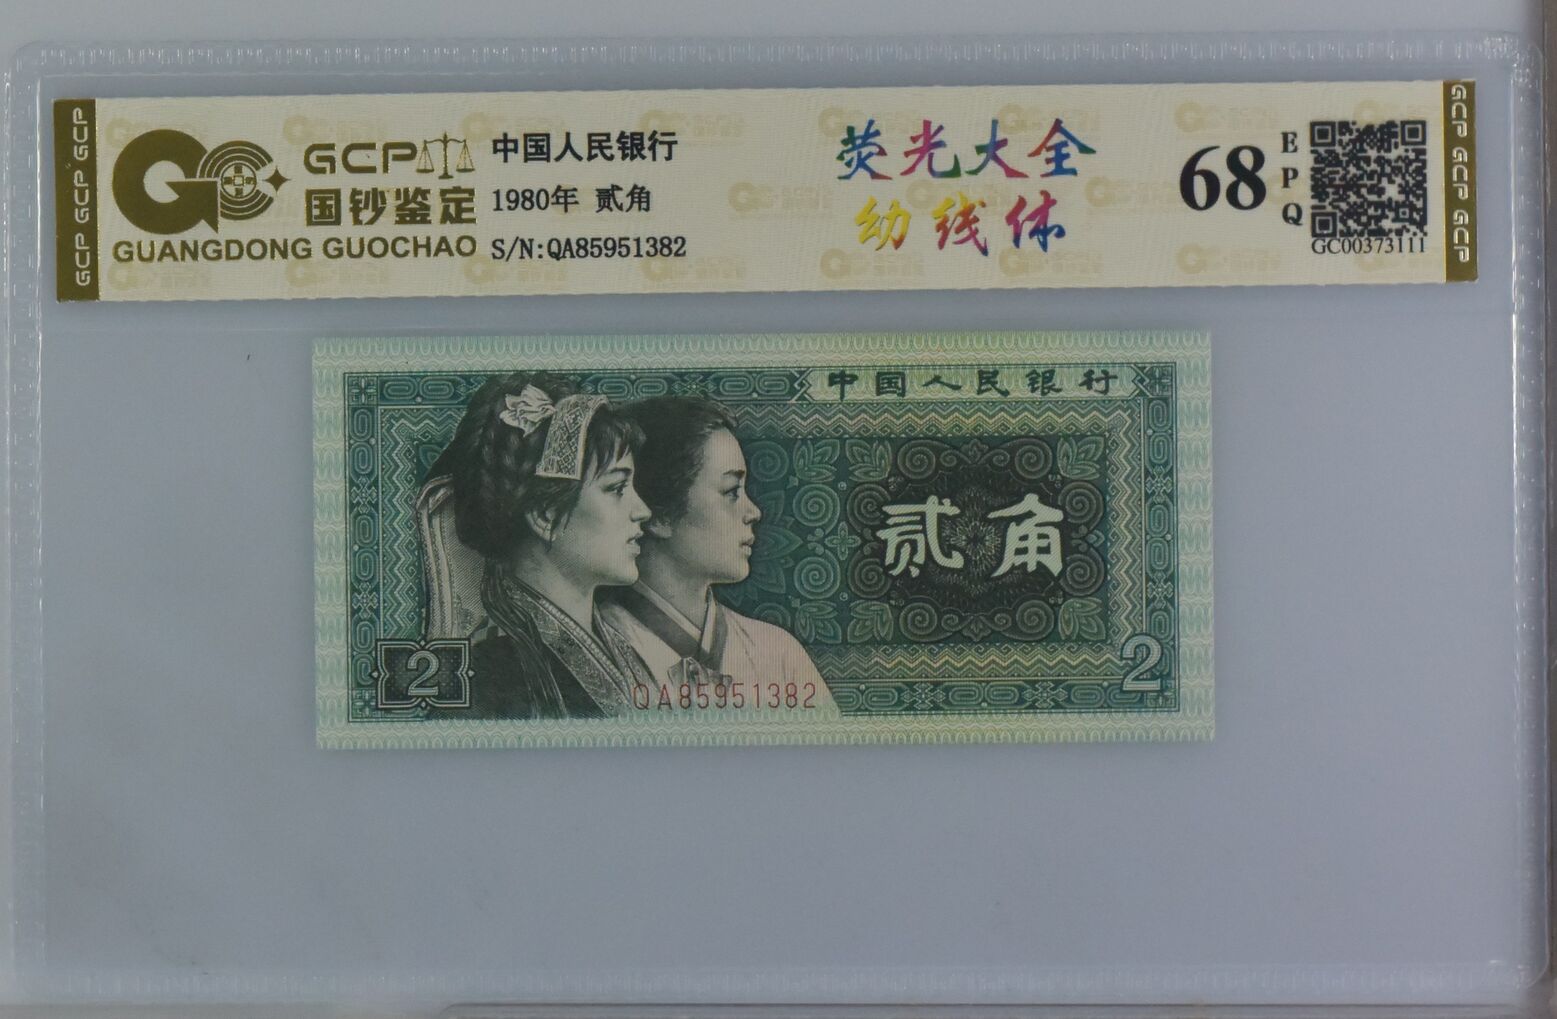 GCP GCP GCP
GCP
国钞鉴定
GUANGDONG GUOCHAO
中国人民银行
1980年 贰角
S/N:QA85951382
荧光大全
幼线体
68
EPQ
GC00373111
GCP GCP GCP
中国人民银行
贰角
2
2
QA85951382